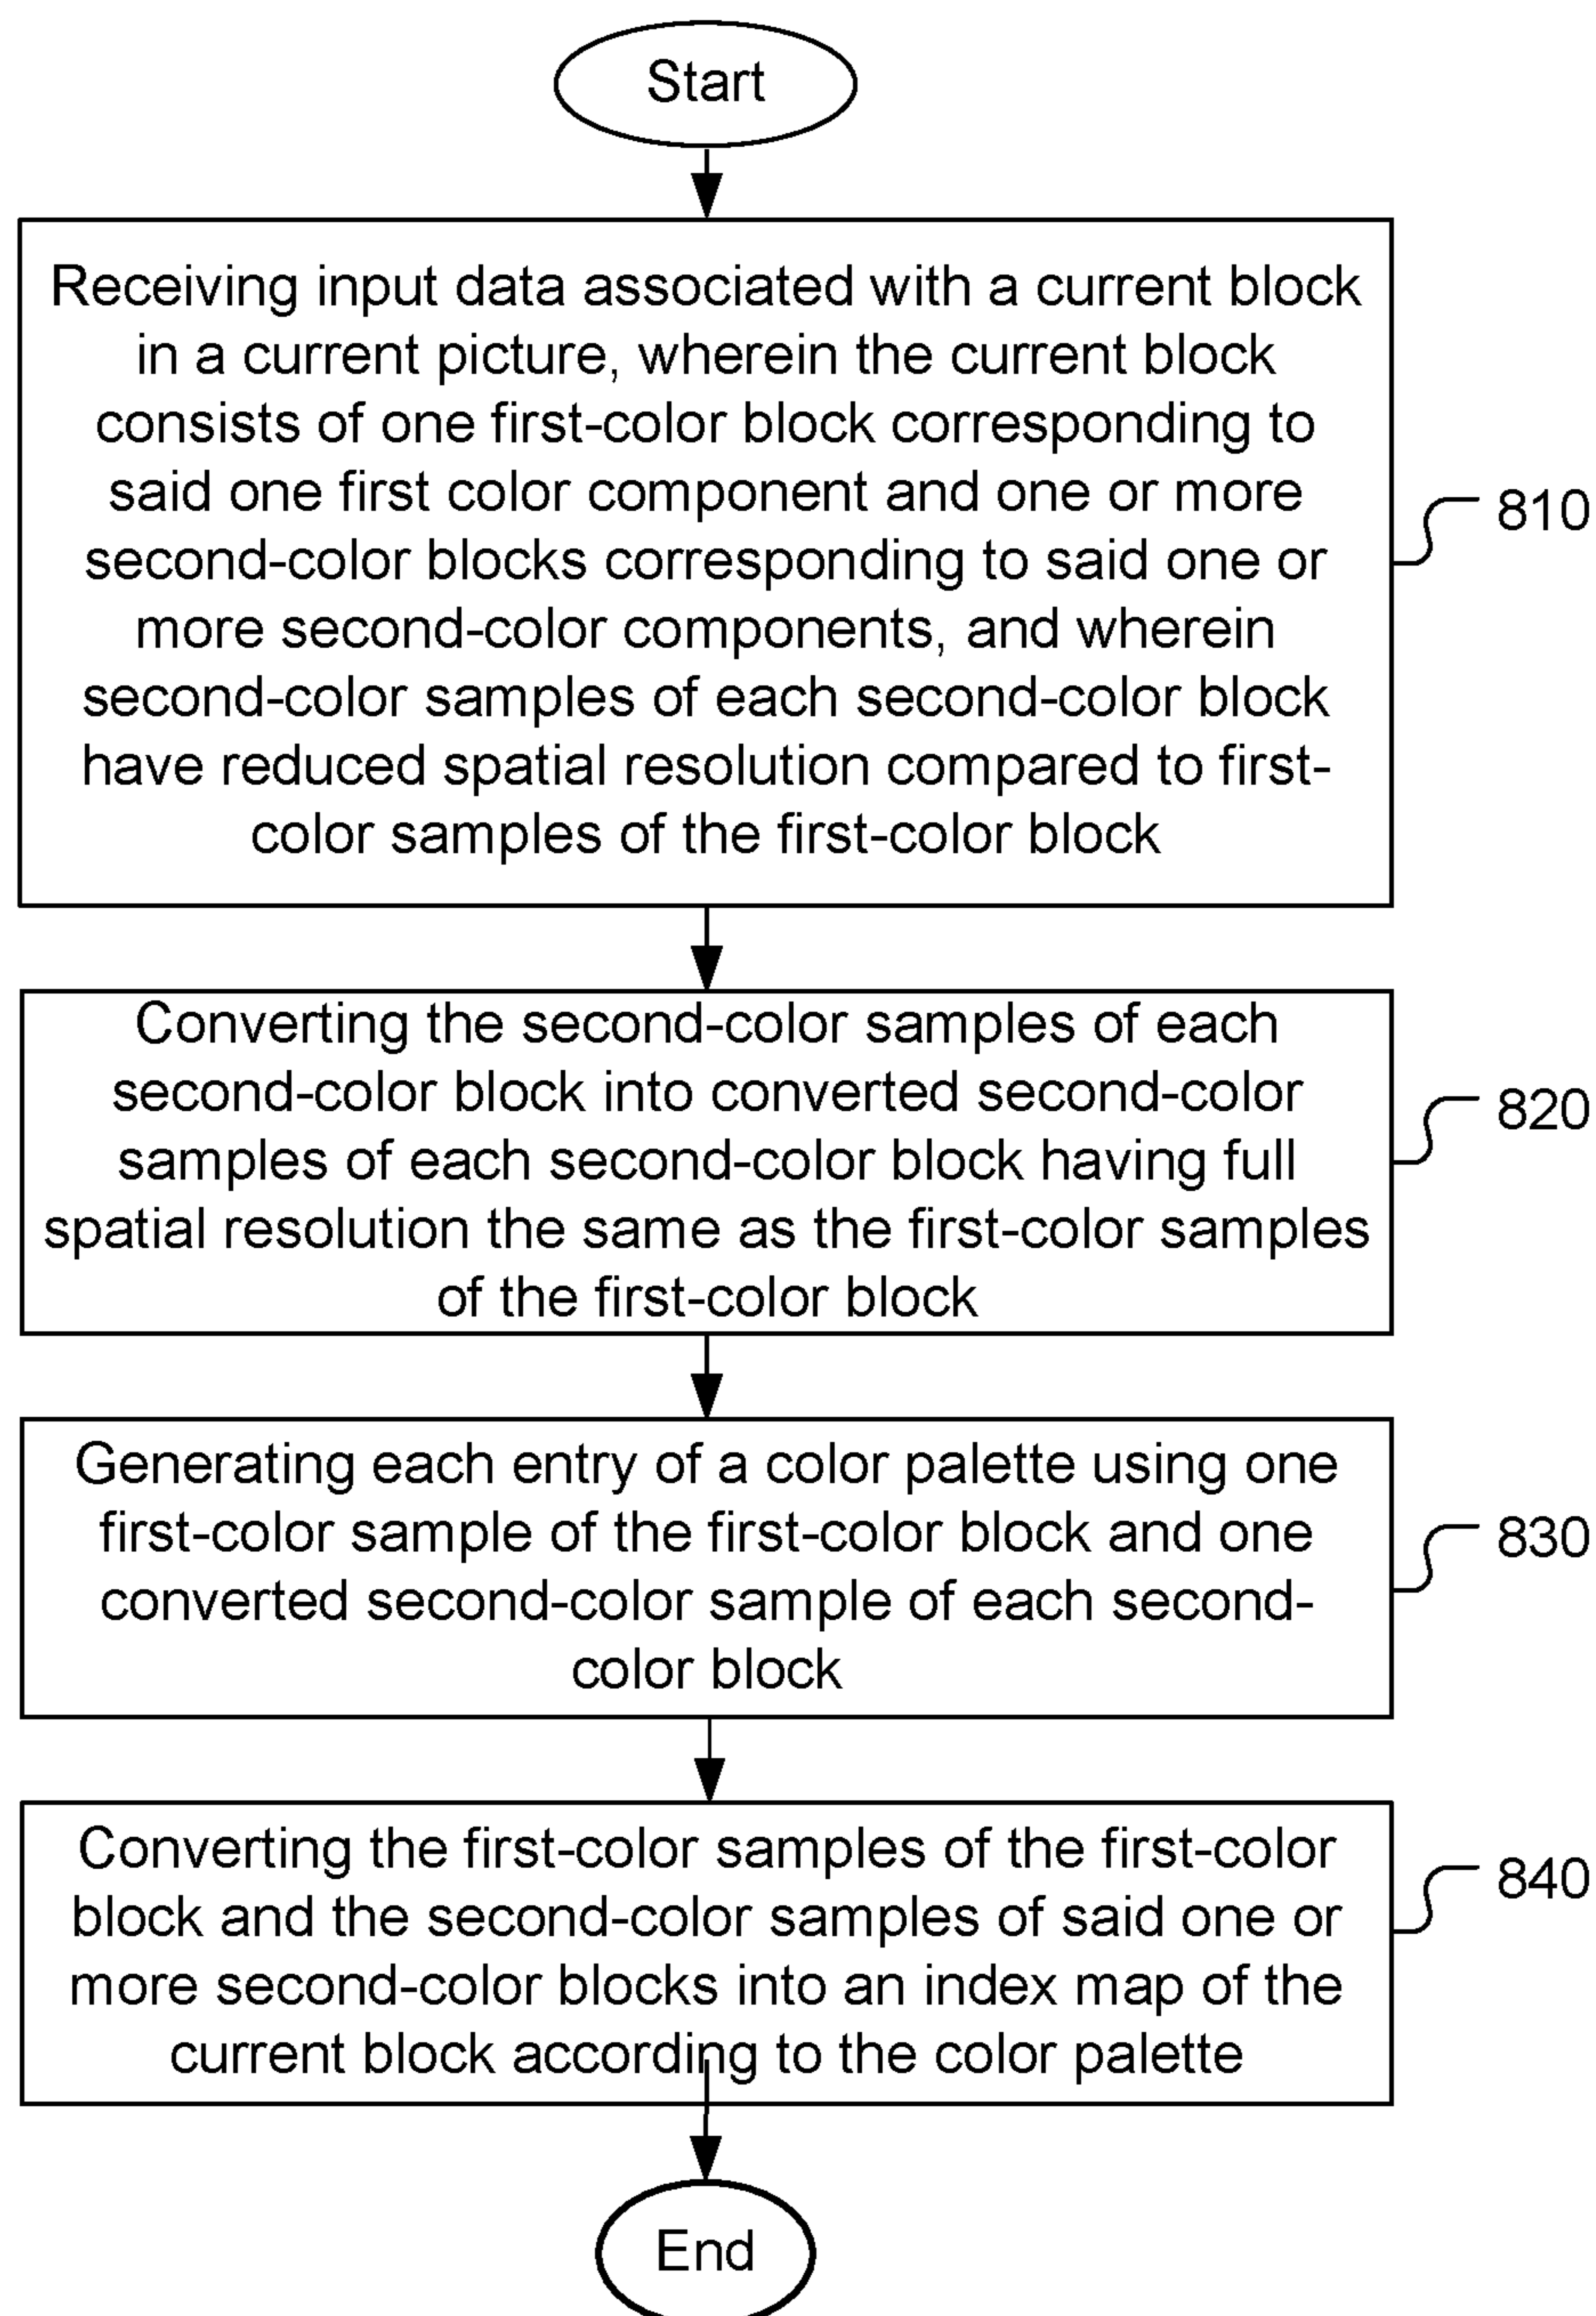 Start
Receiving input data associated with a current block
in a current picture, wherein the current block
consists of one first-color block corresponding to
said one first color component and one or more
second-color blocks corresponding to said one or
more second-color components, and wherein
second-color samples of each second-color block
have reduced spatial resolution compared to first-
color samples of the first-color block
810
Converting the second-color samples of each
second-color block into converted second-color
samples of each second-color block having full
spatial resolution the same as the first-color samples
of the first-color block
820
Generating each entry of a color palette using one
first-color sample of the first-color block and one
converted second-color sample of each second-
color block
830
Converting the first-color samples of the first-color
block and the second-color samples of said one or
more second-color blocks into an index map of the
current block according to the color palette
840
End